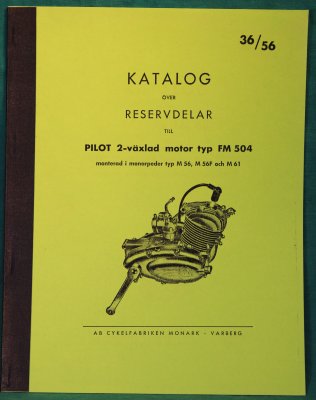 36/56
KATALOG
ÖVER
RESERVDELAR
TILL
PILOT 2-växlad motor typ FM 504
monterad i monarpeder typ M 56, M 56F och M 61
AB CYKELFABRIKEN MONARK - VARBERG